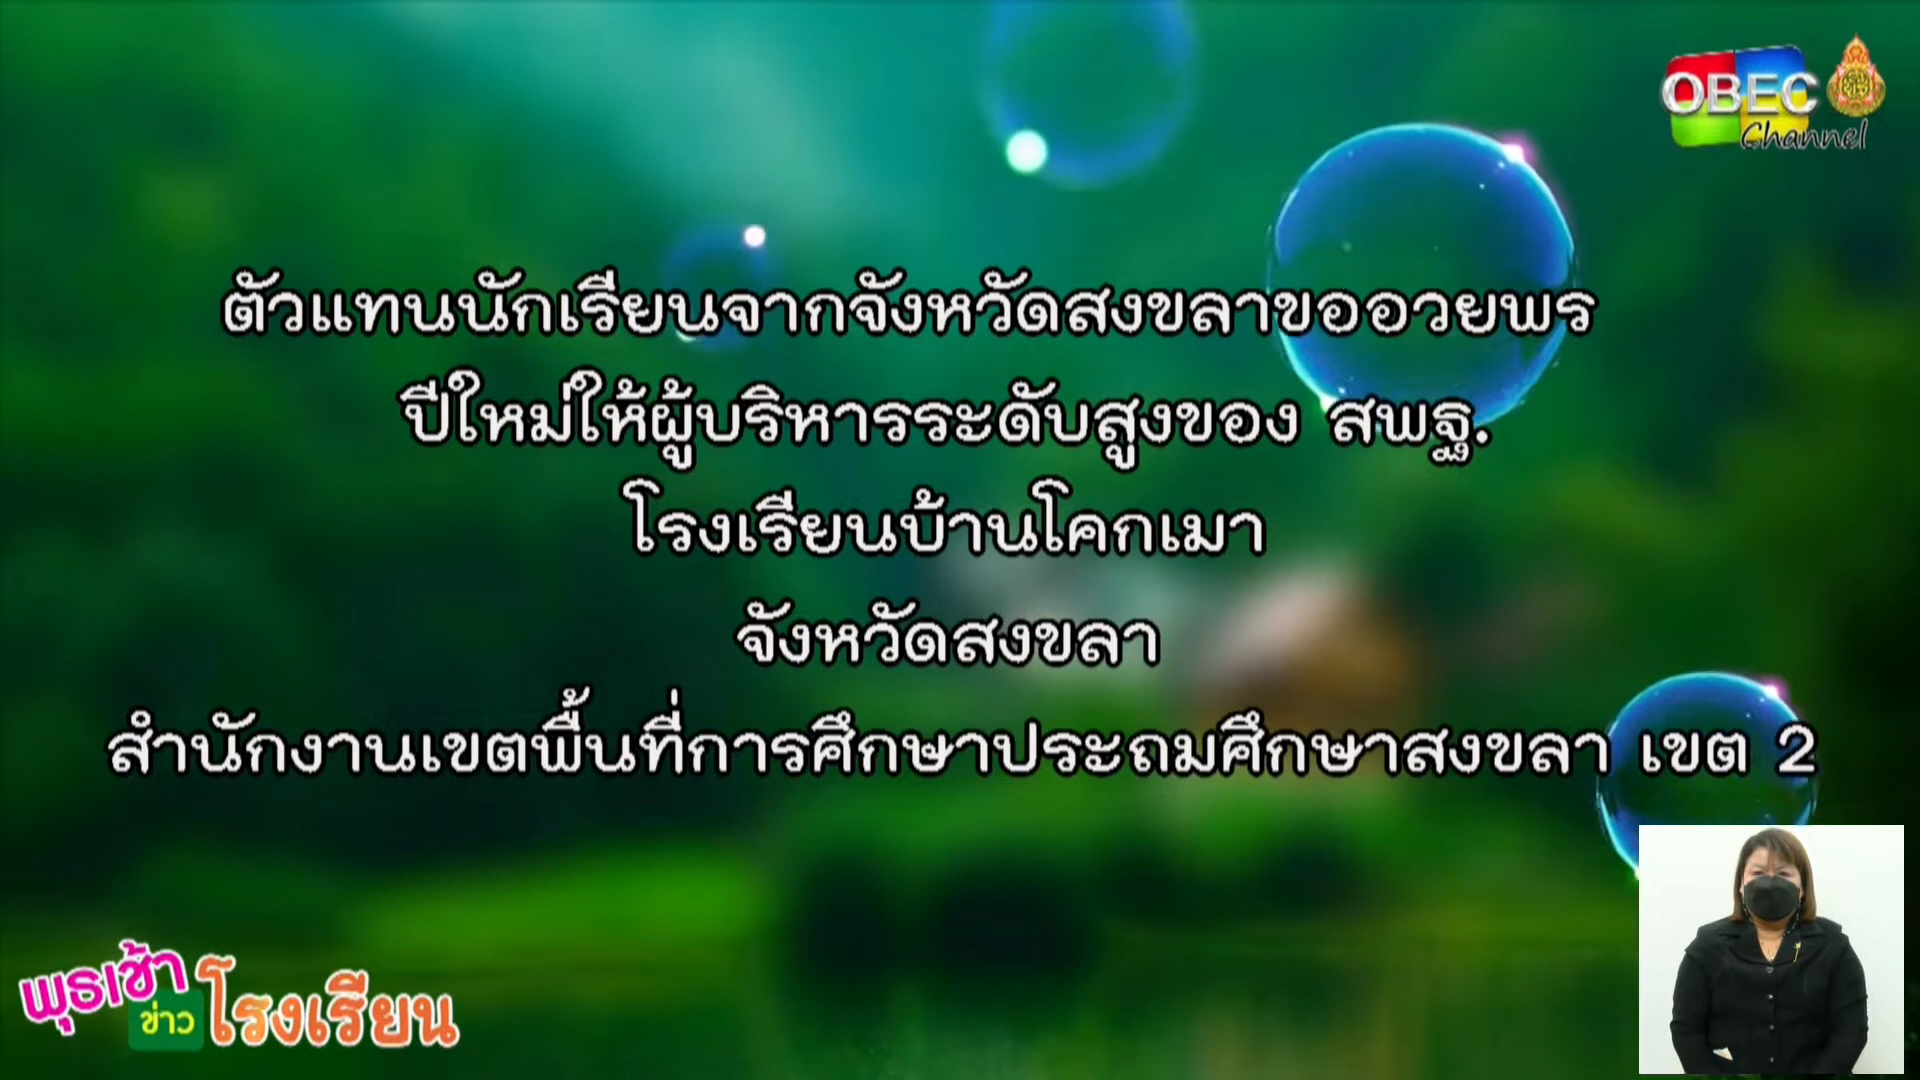 OBEC
Channel
ตัวแทนนักเรียนจากจังหวัดสงขลาขออวยพร
ปีใหม่ให้ผู้บริหารระดับสูงของ สพฐ.
โรงเรียนบ้านโคกเมา
จังหวัดสงขลา
สำนักงานเขตพื้นที่การศึกษาประถมศึกษาสงขลา เขต 2
พุธเช้า
ข่าว โรงเรียน